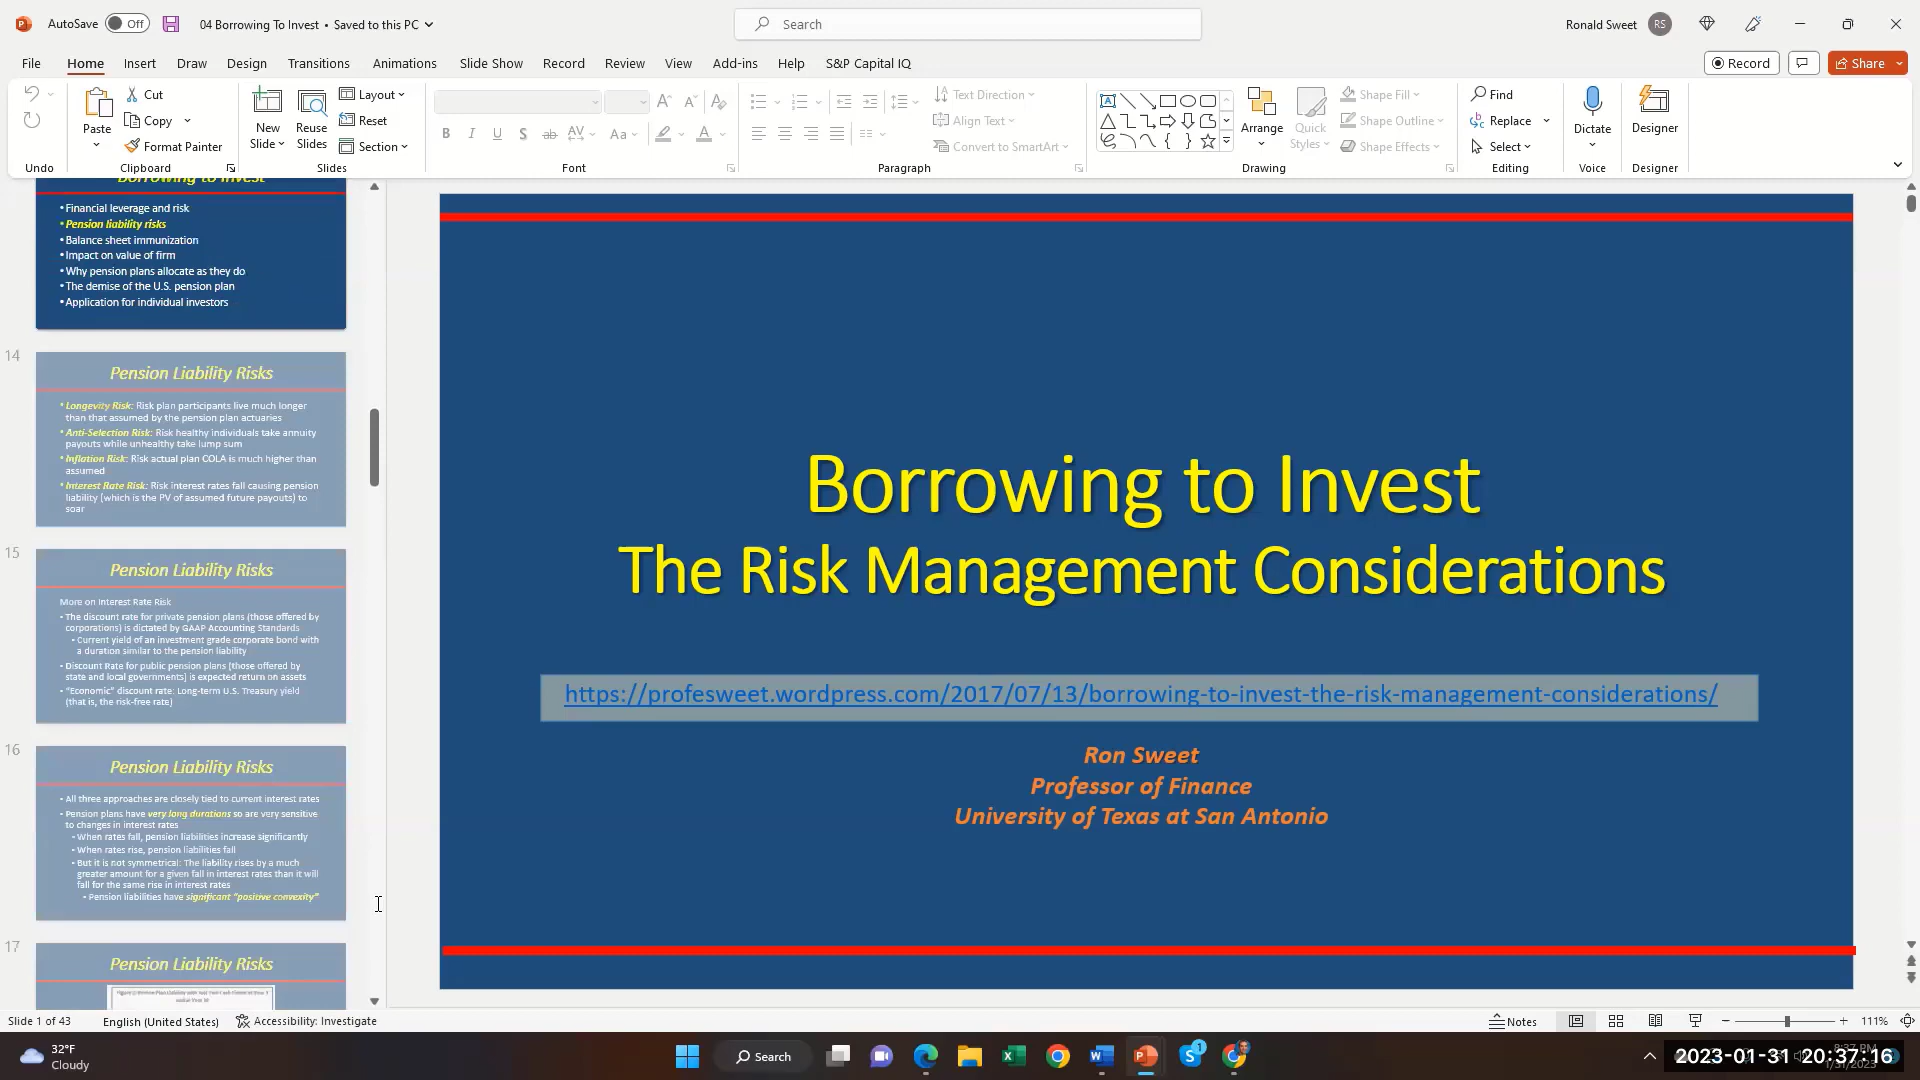 AutoSave Off 04 Borrowing To Invest • Saved to this PC Search Ronald Sweet RS
File Home Insert Draw Design Transitions Animations Slide Show Record Review View Add-ins Help S&P Capital IQ Record Share
Paste Cut Copy Format Painter
New Slide Reuse Slides Layout Reset Section
Text Direction Align Text Convert to SmartArt
Arrange Quick Styles Shape Fill Shape Outline Shape Effects
Find Replace Select
Dictate Designer
Undo Clipboard Slides Font Paragraph Drawing Editing Voice Designer
Borrowing to Invest
• Financial leverage and risk
• Pension liability risks
• Balance sheet immunization
• Impact on value of firm
• Why pension plans allocate as they do
• The demise of the U.S. pension plan
• Application for individual investors
14
Pension Liability Risks
• Longevity Risk: Risk plan participants live much longer
than that assumed by the pension plan actuaries
• Anti-Selection Risk: Risk healthy individuals take annuity
payouts while unhealthy take lump sum
• Inflation Risk: Risk actual plan COLA is much higher than
assumed
• Interest Rate Risk: Risk interest rates fall causing pension
liability (which is the PV of assumed future payouts) to
soar
15
Pension Liability Risks
More on Interest Rate Risk
• The discount rate for private pension plans (those offered by
corporations) is dictated by GAAP Accounting Standards
• Current yield of an investment grade corporate bond with
a duration similar to the pension liability
• Discount Rate for public pension plans (those offered by
state and local governments) is expected return on assets
• "Economic" discount rate: Long-term U.S. Treasury yield
(that is, the risk-free rate)
16
Pension Liability Risks
• All three approaches are closely tied to current interest rates
• Pension plans have very long durations so are very sensitive
to changes in interest rates
• When rates fall, pension liabilities increase significantly
• When rates rise, pension liabilities fall
• But it is not symmetrical: The liability rises by a much
greater amount for a given fall in interest rates than it will
fall for the same rise in interest rates
• Pension liabilities have significant "positive convexity"
17
Pension Liability Risks
Borrowing to Invest
The Risk Management Considerations
https://profesweet.wordpress.com/2017/07/13/borrowing-to-invest-the-risk-management-considerations/
Ron Sweet
Professor of Finance
University of Texas at San Antonio
Slide 1 of 43 English (United States) Accessibility: Investigate Notes 111%
32°F
Cloudy
Search
2023-01-31 20:37:16